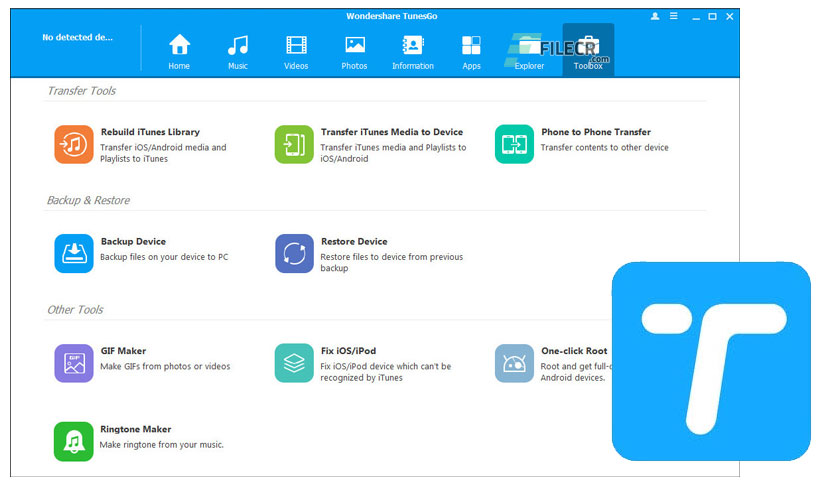 Wondershare TunesGo
No detected de...
Home
Music
Videos
Photos
Information
Apps
Explorer
Toolbox
FILECR
.com
Transfer Tools
Rebuild iTunes Library
Transfer iOS/Android media and
Playlists to iTunes
Transfer iTunes Media to Device
Transfer iTunes media and Playlists to
iOS/Android
Phone to Phone Transfer
Transfer contents to other device
Backup & Restore
Backup Device
Backup files on your device to PC
Restore Device
Restore files to device from previous
backup
Other Tools
GIF Maker
Make GIFs from photos or videos
GIF
Fix iOS/iPod
Fix iOS/iPod device which can't be
recognized by iTunes
One-click Root
Root and get full-c
Android devices.
Ringtone Maker
Make ringtone from your music.